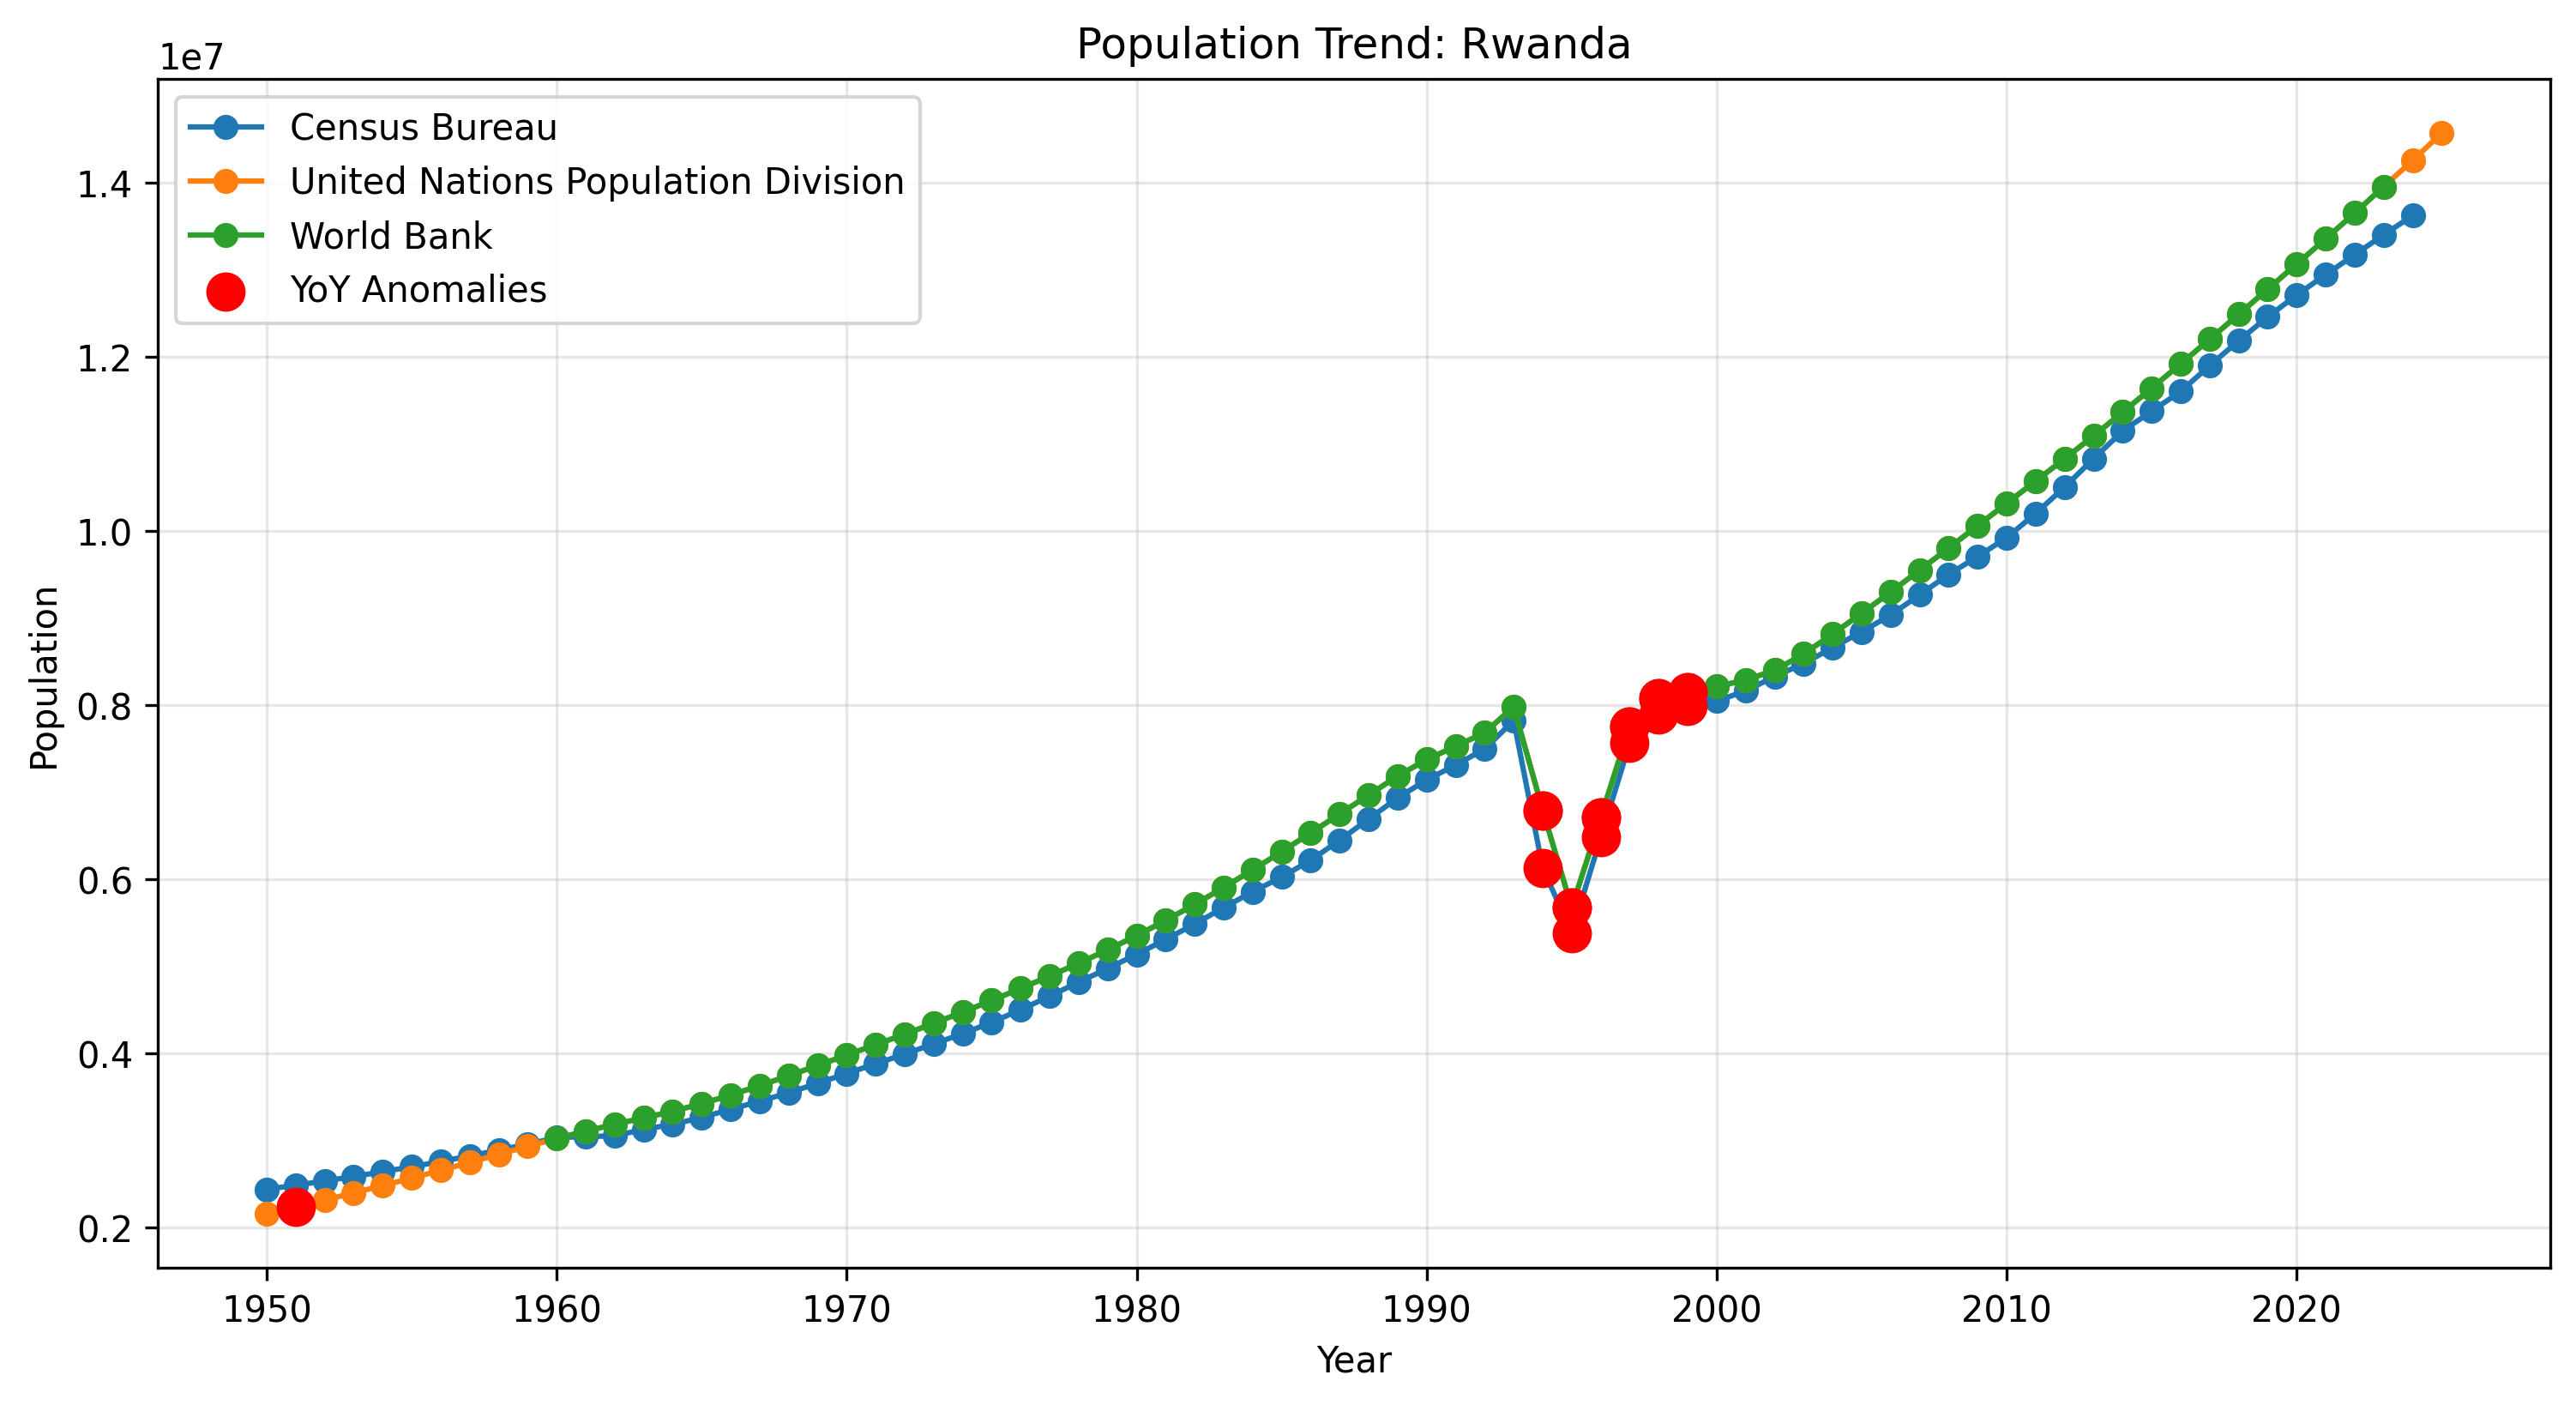 Population Trend: Rwanda
1e7
Census Bureau
United Nations Population Division
World Bank
YoY Anomalies
1.4
1.2
1.0
0.8
0.6
0.4
0.2
Population
1950 1960 1970 1980 1990 2000 2010 2020
Year